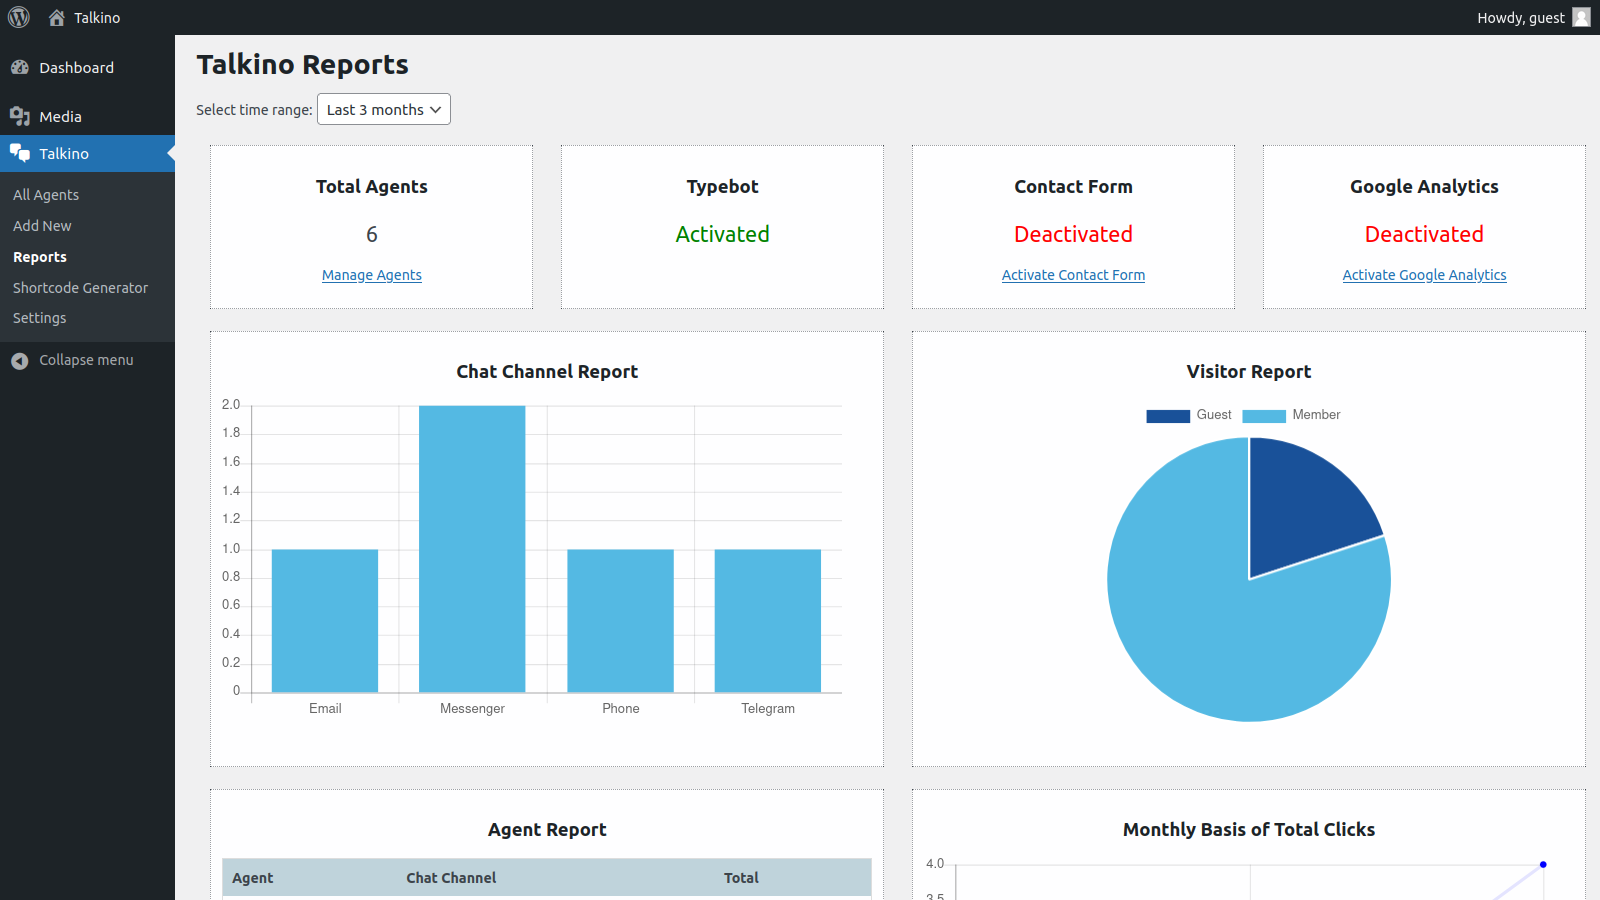 Talkino
Howdy, guest
Dashboard
Media
Talkino
All Agents
Add New
Reports
Shortcode Generator
Settings
Collapse menu
Talkino Reports
Select time range: Last 3 months
Total Agents
6
Manage Agents
Typebot
Activated
Contact Form
Deactivated
Activate Contact Form
Google Analytics
Deactivated
Activate Google Analytics
Chat Channel Report
2.0
1.8
1.6
1.4
1.2
1.0
0.8
0.6
0.4
0.2
0
Email Messenger Phone Telegram
Visitor Report
Guest Member
Agent Report
Agent Chat Channel Total
Monthly Basis of Total Clicks
4.0
3.5